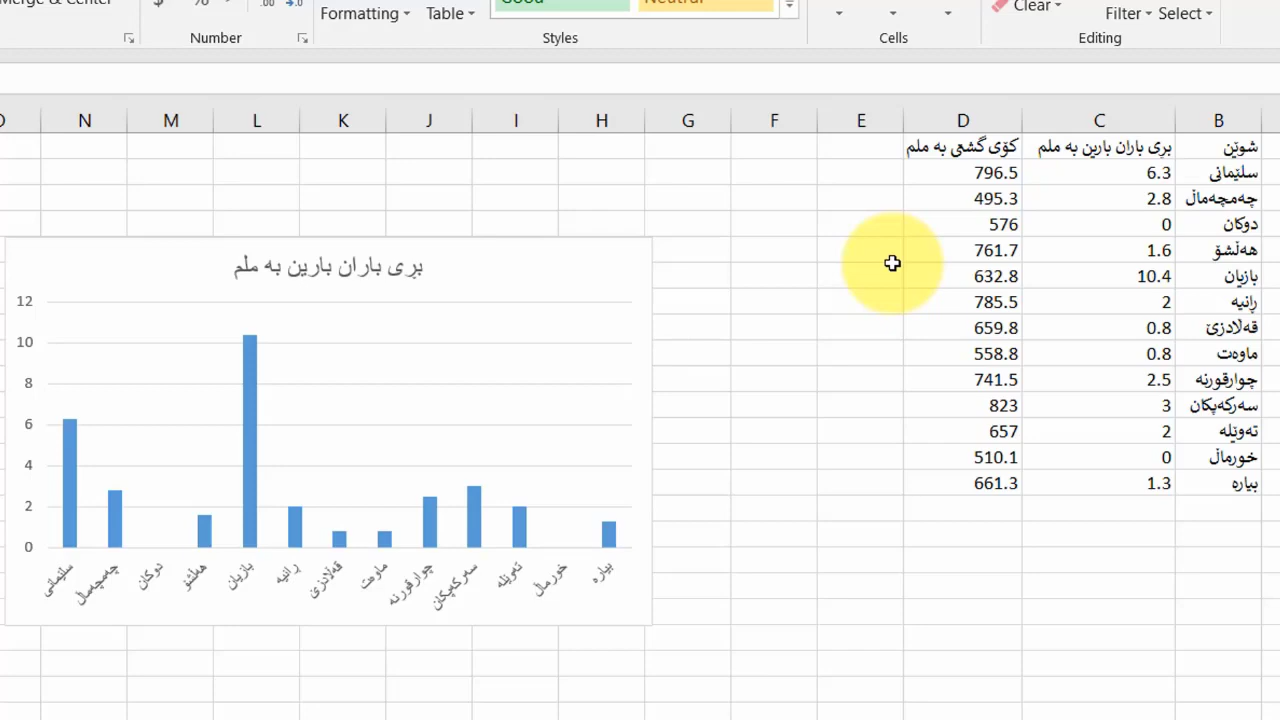 Merge & Center
$ %
.00
Formatting
Table
Good
Neutral
Clear
Filter
Select
Number
Styles
Cells
Editing
N M L K J I H G F E D C B
شوێن بڕی باران بارین بە ملم کۆی گشتی بە ملم
سلێمانی 6.3 796.5
چەمچەماڵ 2.8 495.3
دوکان 0 576
هەڵشۆ 1.6 761.7
بازیان 10.4 632.8
ڕانیە 2 785.5
قەڵادزێ 0.8 659.8
ماوەت 0.8 558.8
چوارقورنە 2.5 741.5
سەرکەپکان 3 823
تەوێلە 2 657
خورماڵ 0 510.1
بیارە 1.3 661.3
بڕی باران بارین بە ملم
12
10
8
6
4
2
0
سلێمانی چەمچەماڵ دوکان هەڵشۆ بازیان ڕانیە قەڵادزێ ماوەت چوارقورنە سەرکەپکان تەوێلە خورماڵ بیارە